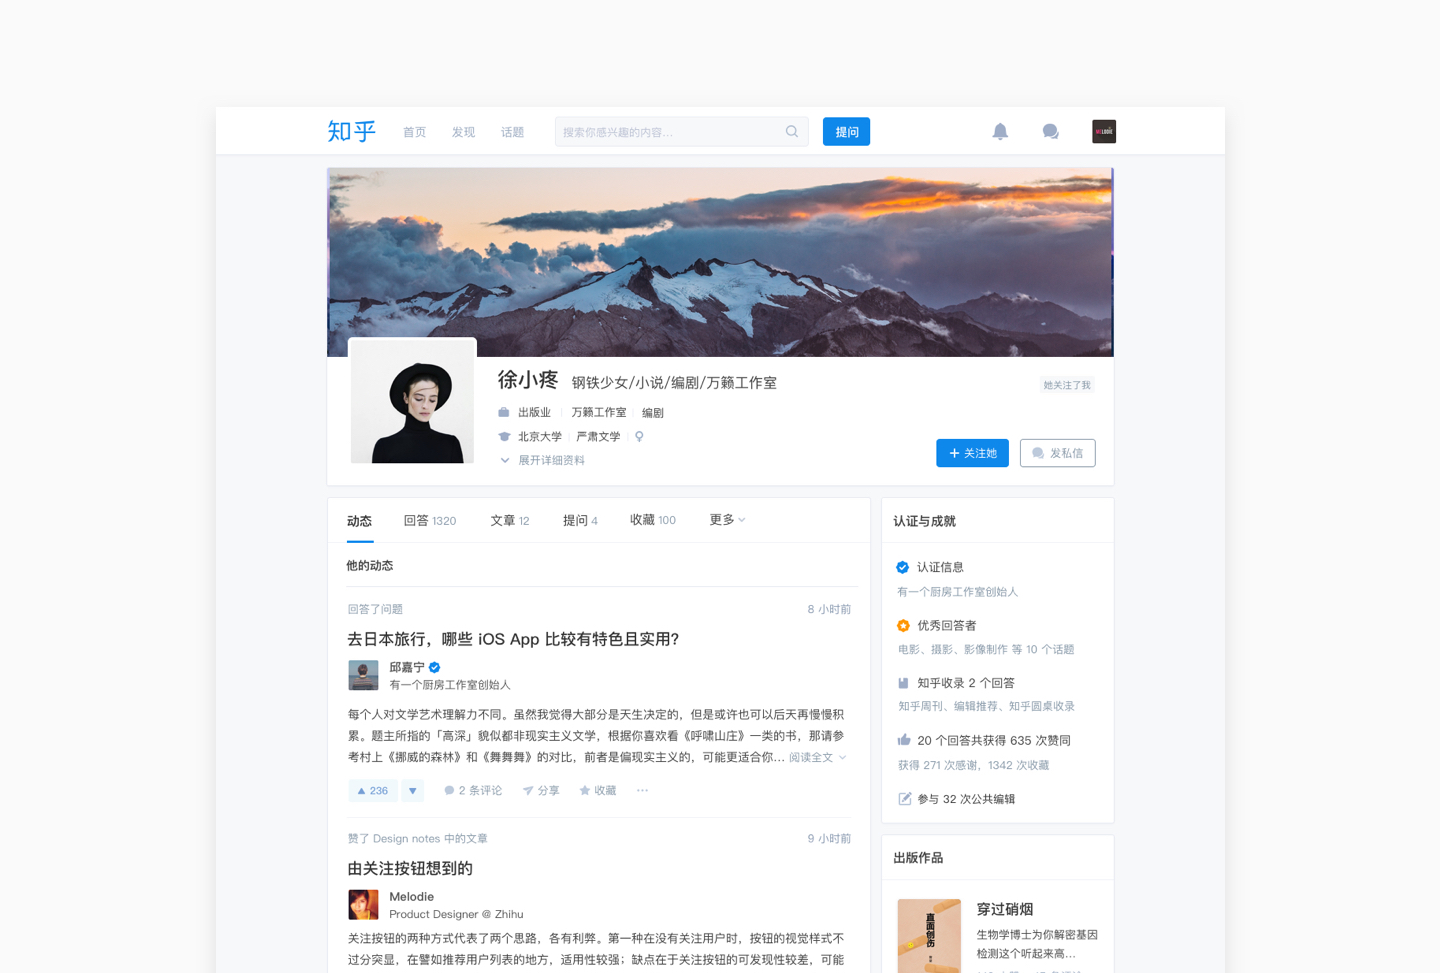 知乎 首页 发现 话题 搜索你感兴趣的内容... 提问
徐小疼 钢铁少女/小说/编剧/万籁工作室 她关注了我
出版业 万籁工作室 编剧
北京大学 严肃文学
展开详细资料 关注她 发私信
动态 回答 1320 文章 12 提问 4 收藏 100 更多
他的动态
回答了问题 8 小时前
去日本旅行，哪些 iOS App 比较有特色且实用?
邱嘉宁
有一个厨房工作室创始人
每个人对文学艺术理解力不同。虽然我觉得大部分是天生决定的，但是或许也可以后天再慢慢积
累。题主所指的「高深」貌似都非现实主义文学，根据你喜欢看《呼啸山庄》一类的书，那请参
考村上《挪威的森林》和《舞舞舞》的对比，前者是偏现实主义的，可能更适合你... 阅读全文
236 2 条评论 分享 收藏 ···
赞了 Design notes 中的文章 9 小时前
由关注按钮想到的
Melodie
Product Designer @ Zhihu
关注按钮的两种方式代表了两个思路，各有利弊。第一种在没有关注用户时，按钮的视觉样式不
过分突显，在譬如推荐用户列表的地方，适用性较强；缺点在于关注按钮的可发现性较差，可能
认证与成就
认证信息
有一个厨房工作室创始人
优秀回答者
电影、摄影、影像制作 等 10 个话题
知乎收录 2 个回答
知乎周刊、编辑推荐、知乎圆桌收录
20 个回答共获得 635 次赞同
获得 271 次感谢，1342 次收藏
参与 32 次公共编辑
出版作品
直面创伤
穿过硝烟
生物学博士为你解密基因
检测这个听起来高...